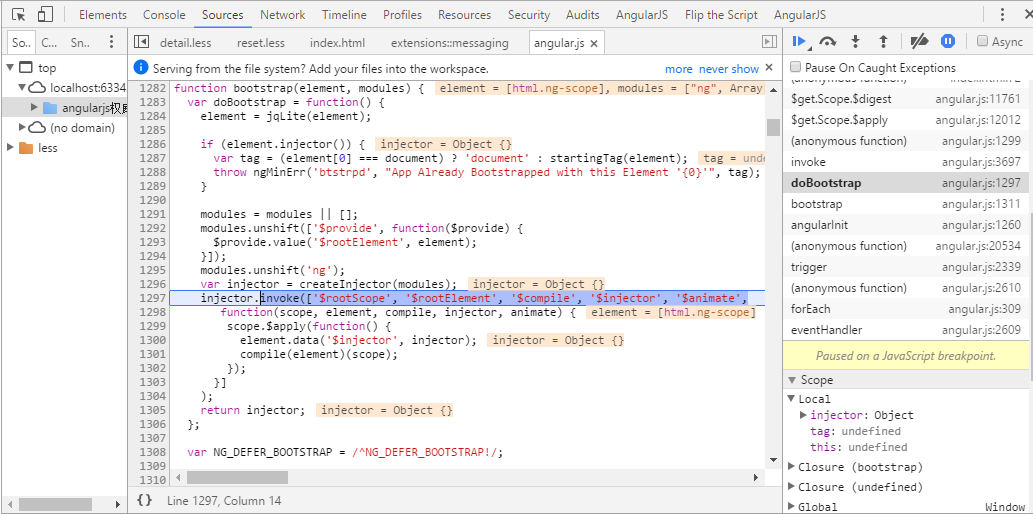 Elements Console Sources Network Timeline Profiles Resources Security Audits AngularJS Flip the Script AngularJS
So.. C... Sn..
detail.less reset.less index.html extensions::messaging angular.js
Async
top
localhost:6334
angularjs
(no domain)
less
Serving from the file system? Add your files into the workspace. more never show
1282 function bootstrap(element, modules) { element = [html.ng-scope], modules = ["ng", Array
1283 var doBootstrap = function() {
1284 element = jqLite(element);
1285
1286 if (element.injector()) { injector = Object {}
1287 var tag = (element[0] === document) ? 'document' : startingTag(element); tag = unde
1288 throw ngMinErr('btstrpd', "App Already Bootstrapped with this Element '{0}'", tag);
1289 }
1290
1291 modules = modules || [];
1292 modules.unshift(['$provide', function($provide) {
1293 $provide.value('$rootElement', element);
1294 }]);
1295 modules.unshift('ng');
1296 var injector = createInjector(modules); injector = Object {}
1297 injector.invoke(['$rootScope', '$rootElement', '$compile', '$injector', '$animate',
1298 function(scope, element, compile, injector, animate) { element = [html.ng-scope]
1299 scope.$apply(function() {
1300 element.data('$injector', injector); injector = Object {}
1301 compile(element)(scope);
1302 });
1303 }]
1304 );
1305 return injector; injector = Object {}
1306 };
1307
1308 var NG_DEFER_BOOTSTRAP = /^NG_DEFER_BOOTSTRAP!/;
1309
1310
{} Line 1297, Column 14
Pause On Caught Exceptions
(anonymous function)
$get.Scope.$digest angular.js:11761
$get.Scope.$apply angular.js:12012
(anonymous function) angular.js:1299
invoke angular.js:3697
doBootstrap angular.js:1297
bootstrap angular.js:1311
angularInit angular.js:1260
(anonymous function) angular.js:20534
trigger angular.js:2339
(anonymous function) angular.js:2610
forEach angular.js:309
eventHandler angular.js:2609
Paused on a JavaScript breakpoint.
Scope
Local
injector: Object
tag: undefined
this: undefined
Closure (bootstrap)
Closure (undefined)
Global Window